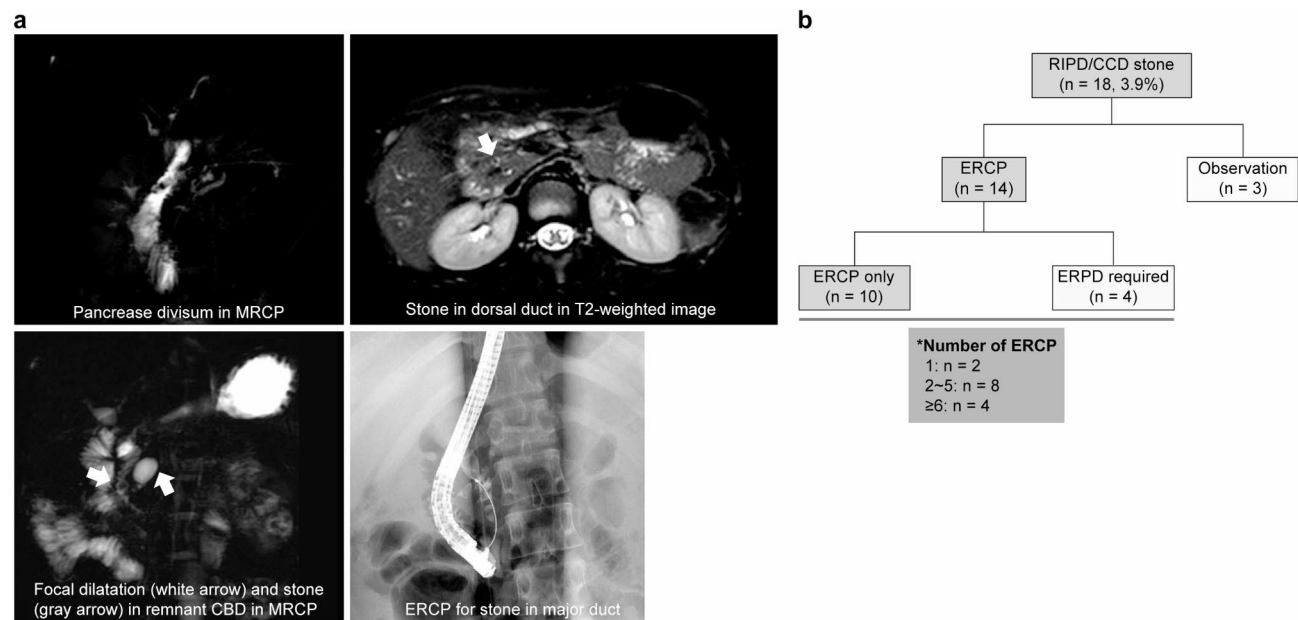 a
Pancrease divisum in MRCP
Stone in dorsal duct in T2-weighted image
Focal dilatation (white arrow) and stone
(gray arrow) in remnant CBD in MRCP
ERCP for stone in major duct
b
RIPD/CCD stone
(n = 18, 3.9%)
ERCP
(n = 14)
Observation
(n = 3)
ERCP only
(n = 10)
ERPD required
(n = 4)
*Number of ERCP
1: n = 2
2~5: n = 8
≥6: n = 4